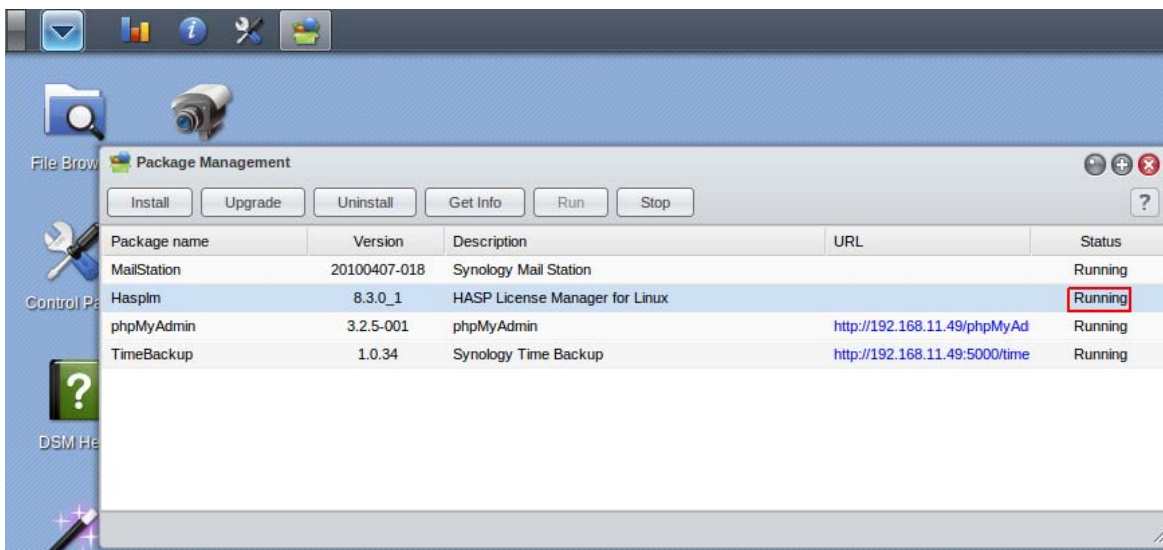 File Brow
Package Management
Install Upgrade Uninstall Get Info Run Stop ?
Package name Version Description URL Status
MailStation 20100407-018 Synology Mail Station Running
Hasplm 8.3.0_1 HASP License Manager for Linux Running
phpMyAdmin 3.2.5-001 phpMyAdmin http://192.168.11.49/phpMyAd Running
TimeBackup 1.0.34 Synology Time Backup http://192.168.11.49:5000/time Running
Control Pa
DSM He